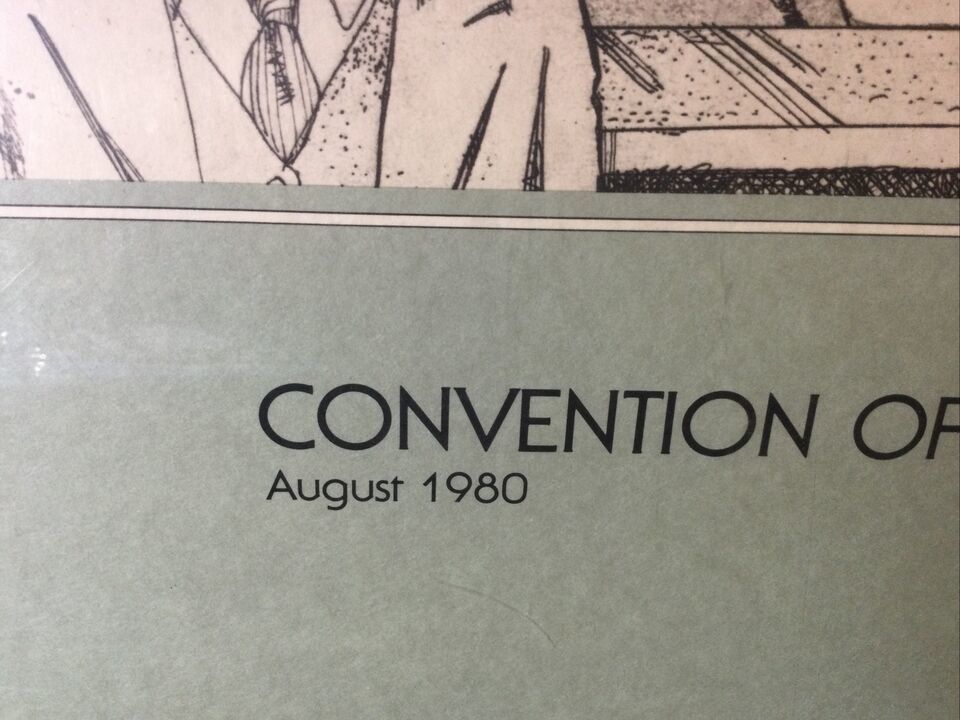 CONVENTION OF
August 1980